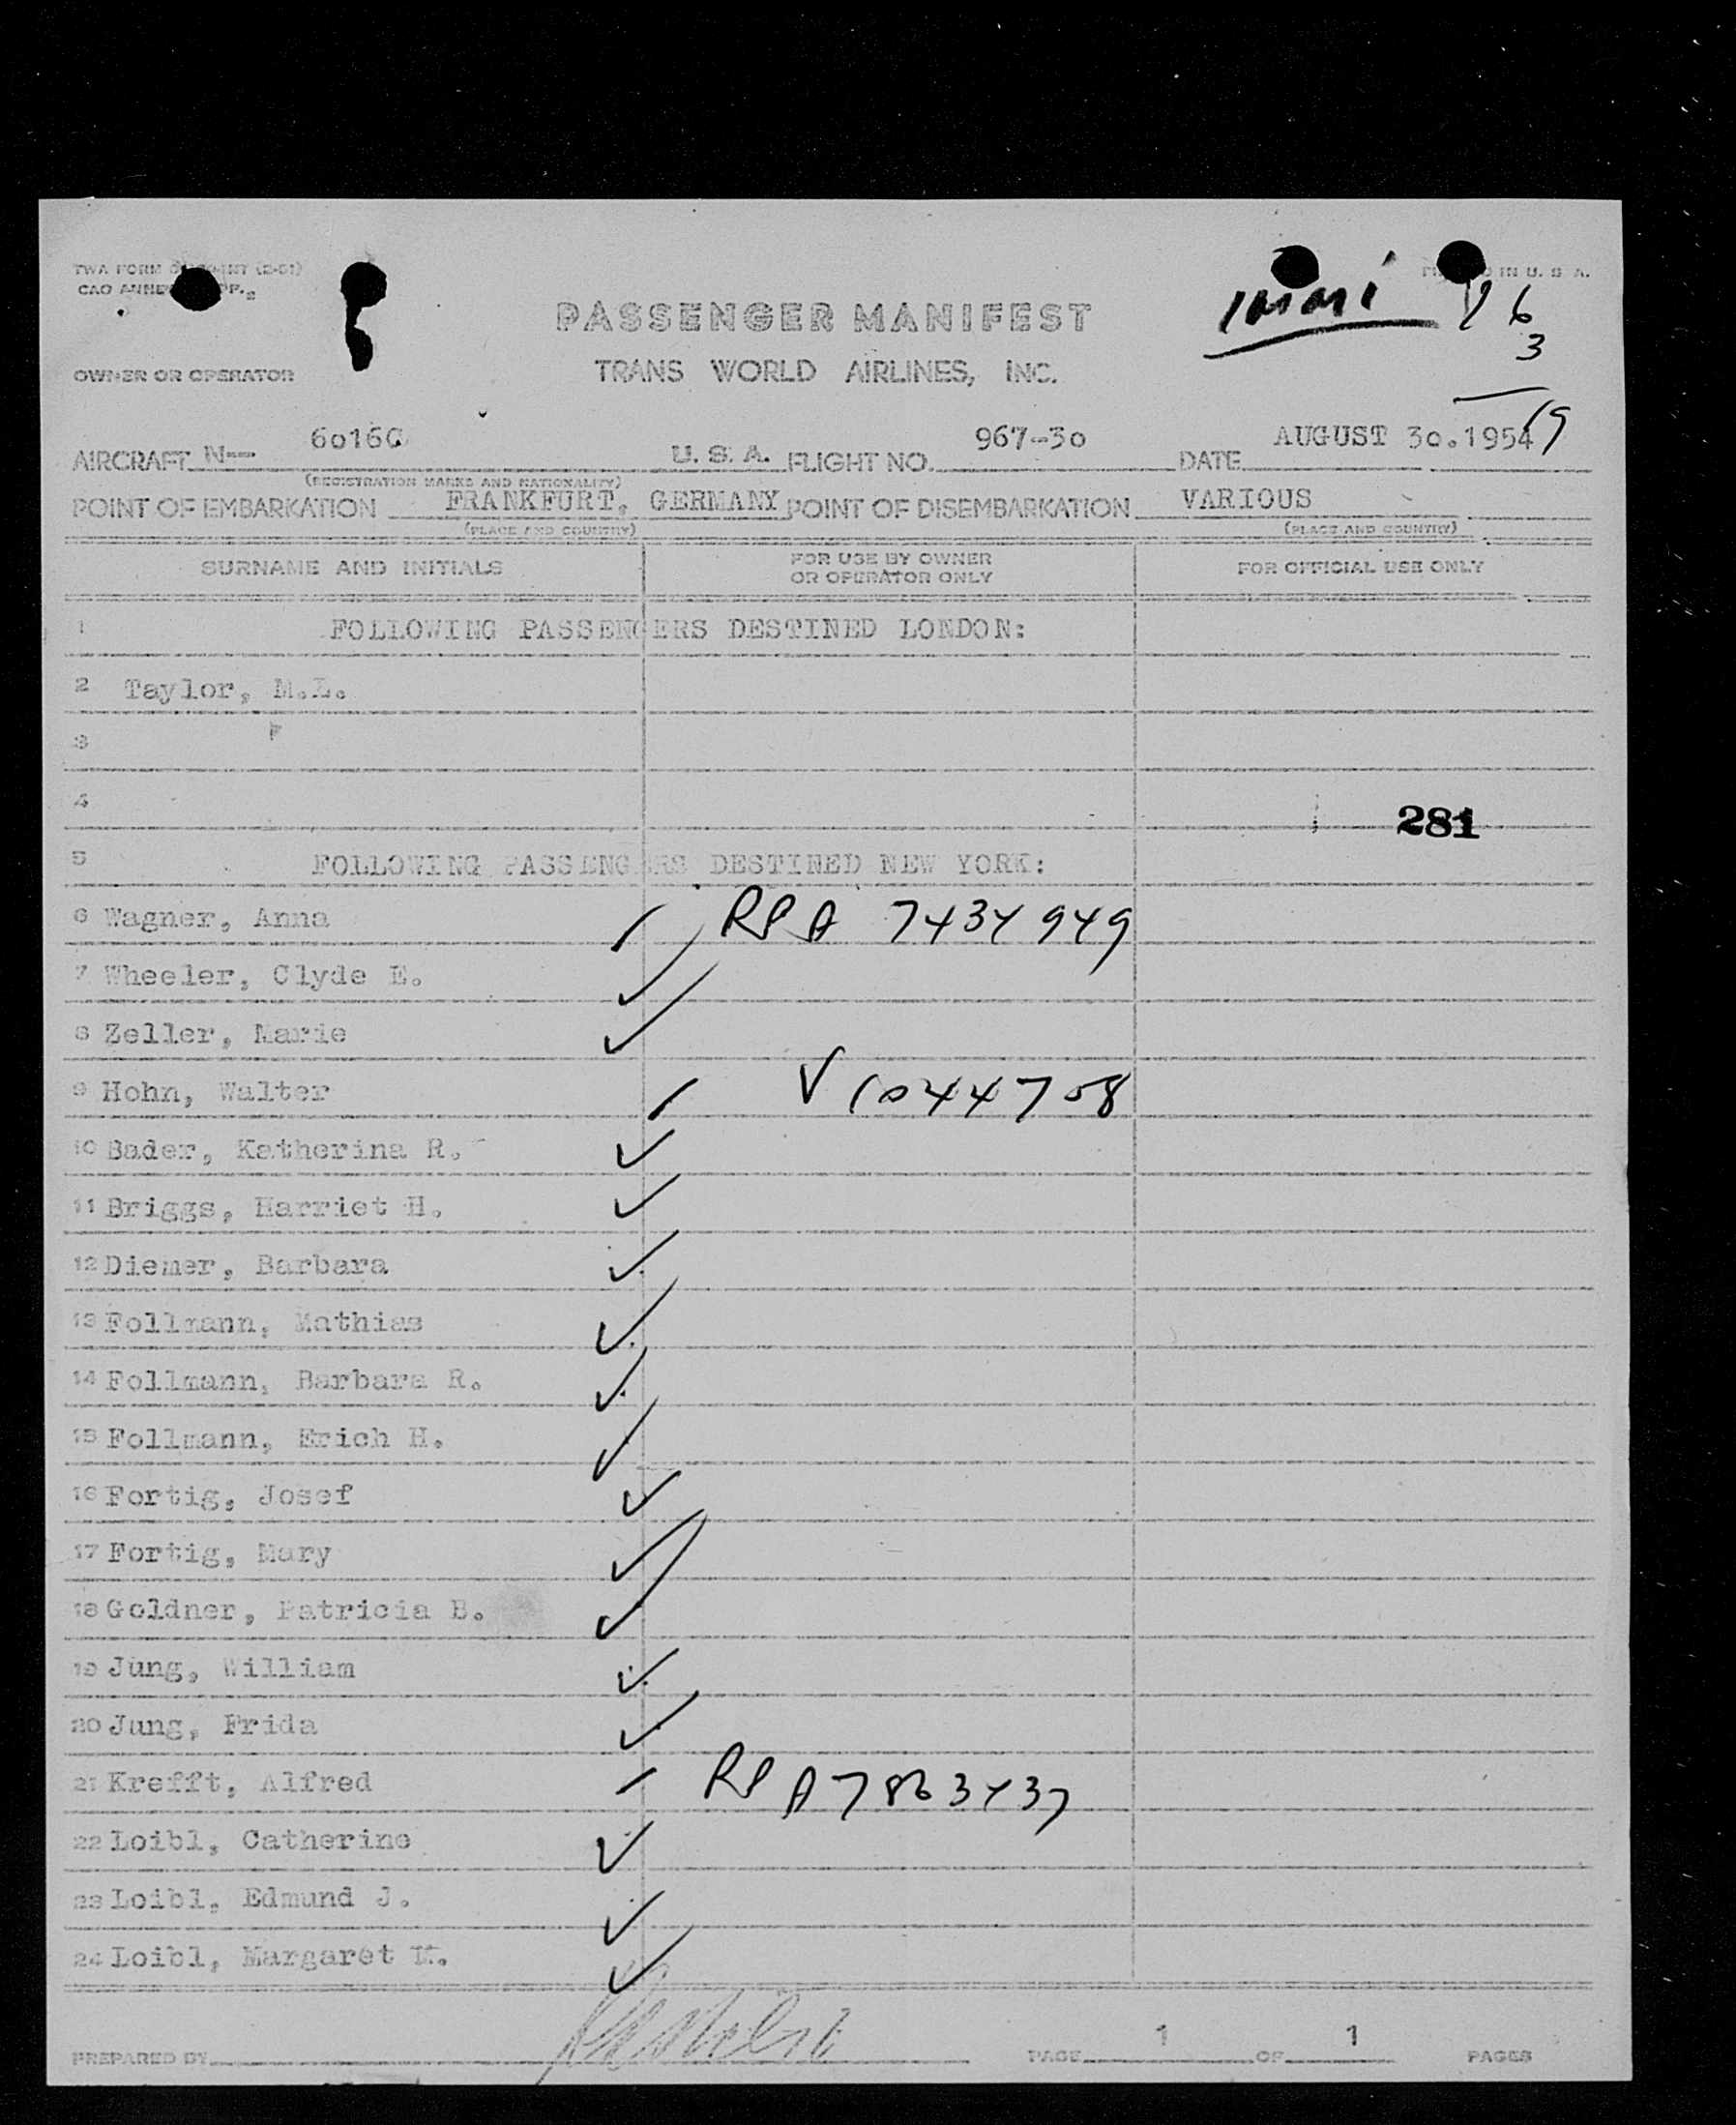 PASSENGER MANIFEST
TRANS WORLD AIRLINES, INC.
TWA FORM
PRINTED IN U. S. A.
OWNER OR OPERATOR
16
3
19
AIRCRAFT N-- 6016C U. S. A. FLIGHT NO. 967-30 DATE AUGUST 30.1954
(REGISTRATION MARKS AND NATIONALITY)
POINT OF EMBARKATION FRANKFURT, GERMANY POINT OF DISEMBARKATION VARIOUS
(PLACE AND COUNTRY) (PLACE AND COUNTRY)
SURNAME AND INITIALS FOR USE BY OWNER OR OPERATOR ONLY FOR OFFICIAL USE ONLY
1 FOLLOWING PASSENGERS DESTINED LONDON:
2 Taylor, M.L.
3
4 281
5 FOLLOWING PASSENGERS DESTINED NEW YORK:
6 Wagner, Anna RP A 7434949
7 Wheeler, Clyde E.
8 Zeller, Marie
9 Hohn, Walter V 1044708
10 Bader, Katherina R.
11 Briggs, Harriet H.
12 Diemer, Barbara
13 Follmann, Mathias
14 Follmann, Barbara R.
15 Follmann, Erich H.
16 Fortig, Josef
17 Fortig, Mary
18 Goldner, Patricia B.
19 Jung, William
20 Jung, Frida
21 Krefft, Alfred RP A7863437
22 Loibl, Catherine
23 Loibl, Edmund J.
24 Loibl, Margaret M.
PREPARED BY PAGE 1 OF 1 PAGES